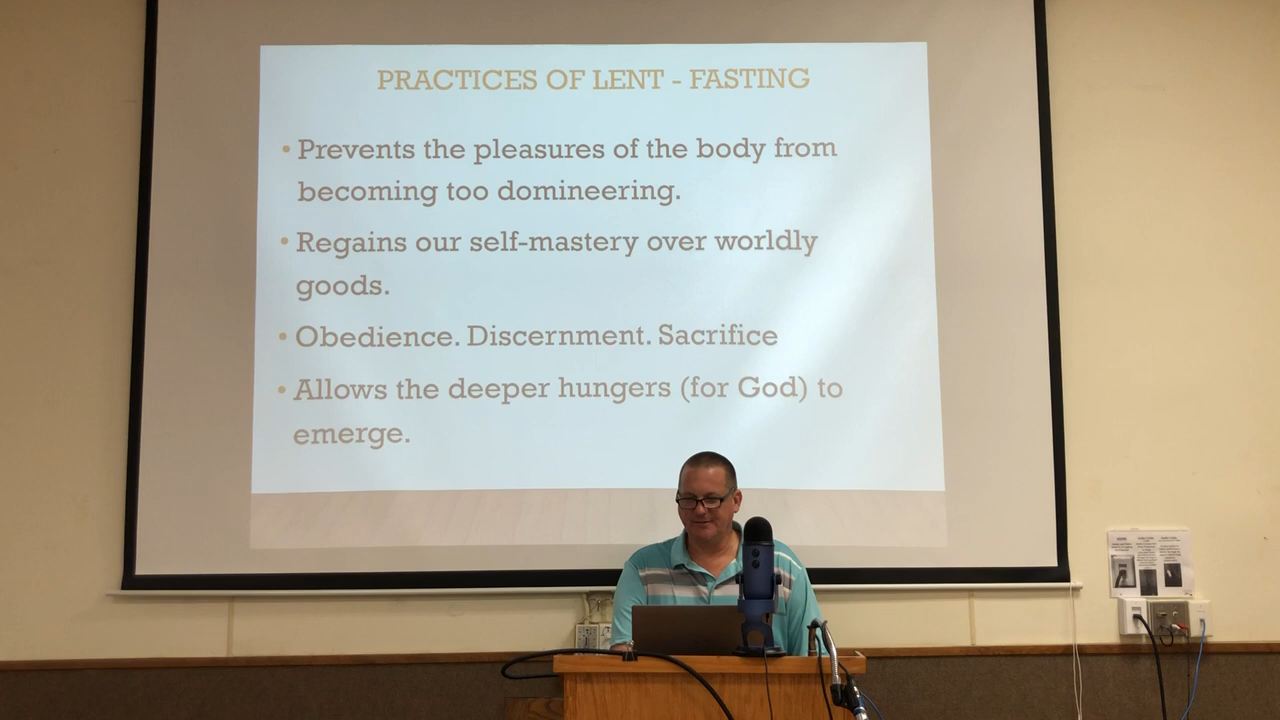 PRACTICES OF LENT - FASTING
• Prevents the pleasures of the body from
becoming too domineering.
• Regains our self-mastery over worldly
goods.
• Obedience. Discernment. Sacrifice
• Allows the deeper hungers (for God) to
emerge.